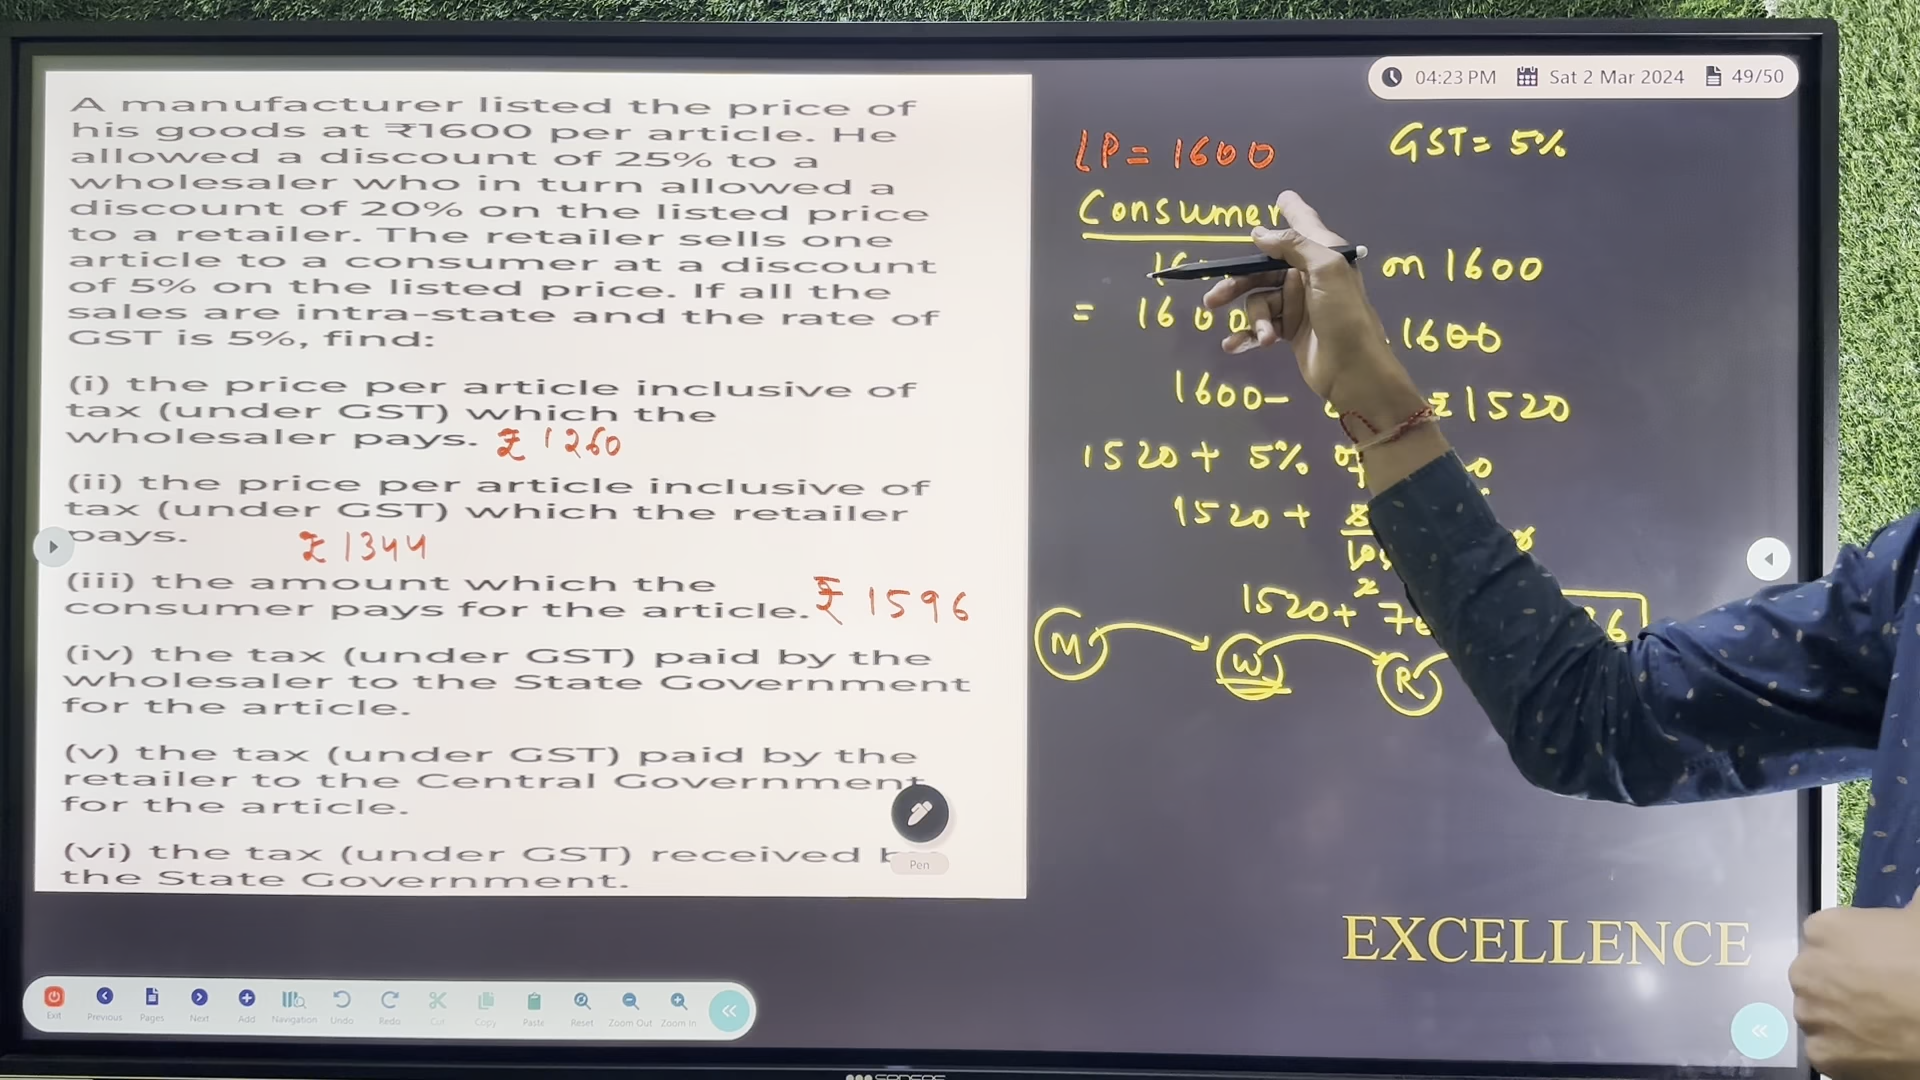 04:23 PM Sat 2 Mar 2024 49/50
A manufacturer listed the price of
his goods at ₹1600 per article. He
allowed a discount of 25% to a
wholesaler who in turn allowed a
discount of 20% on the listed price
to a retailer. The retailer sells one
article to a consumer at a discount
of 5% on the listed price. If all the
sales are intra-state and the rate of
GST is 5%, find:
(i) the price per article inclusive of
tax (under GST) which the
wholesaler pays. ₹ 1260
(ii) the price per article inclusive of
tax (under GST) which the retailer
pays. ₹ 1344
(iii) the amount which the
consumer pays for the article. ₹ 1596
(iv) the tax (under GST) paid by the
wholesaler to the State Government
for the article.
(v) the tax (under GST) paid by the
retailer to the Central Government
for the article.
(vi) the tax (under GST) received
the State Government.
Pen
LP = 1600 GST = 5%
Consumer
on 1600
= 1600 1600
1600 - ₹ 1520
1520 + 5%
1520 +
1520 +
M W R
EXCELLENCE
Exit Previous Pages Next Add Navigation Undo Redo Cut Copy Paste Reset Zoom Out Zoom In